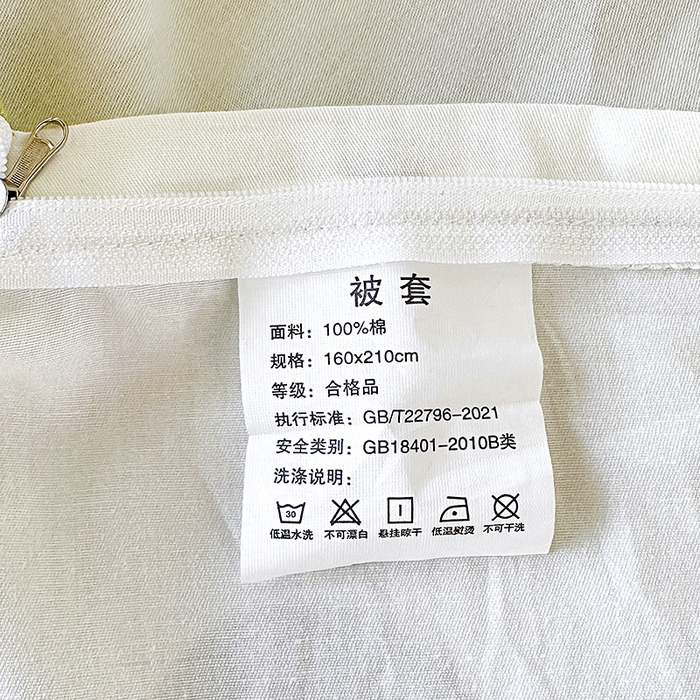 被套
面料：100%棉
规格：160x210cm
等级：合格品
执行标准：GB/T22796-2021
安全类别：GB18401-2010B类
洗涤说明：
30
低温水洗 不可漂白 悬挂晾干 低温熨烫 不可干洗